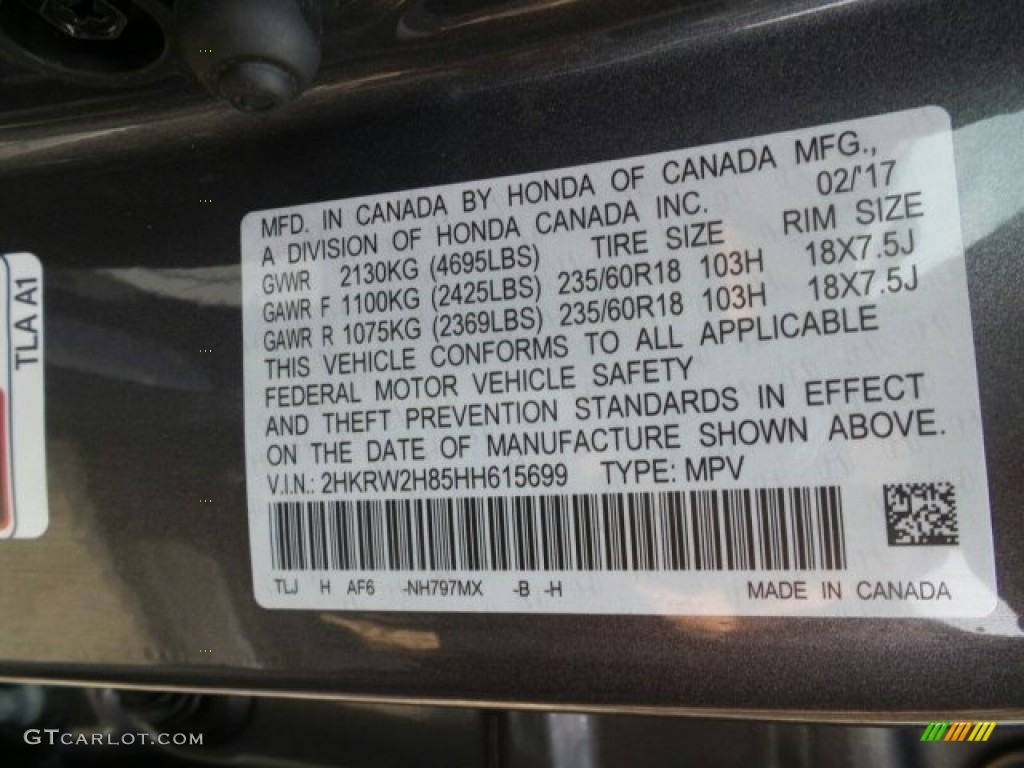 MFD. IN CANADA BY HONDA OF CANADA MFG.,
A DIVISION OF HONDA CANADA INC. 02/'17
GVWR 2130KG (4695LBS) TIRE SIZE RIM SIZE
GAWR F 1100KG (2425LBS) 235/60R18 103H 18X7.5J
GAWR R 1075KG (2369LBS) 235/60R18 103H 18X7.5J
THIS VEHICLE CONFORMS TO ALL APPLICABLE
FEDERAL MOTOR VEHICLE SAFETY
AND THEFT PREVENTION STANDARDS IN EFFECT
ON THE DATE OF MANUFACTURE SHOWN ABOVE.
V.I.N.: 2HKRW2H85HH615699 TYPE: MPV
TLJ H AF6 -NH797MX -B -H MADE IN CANADA
TLA A1
GTCARLOT.COM